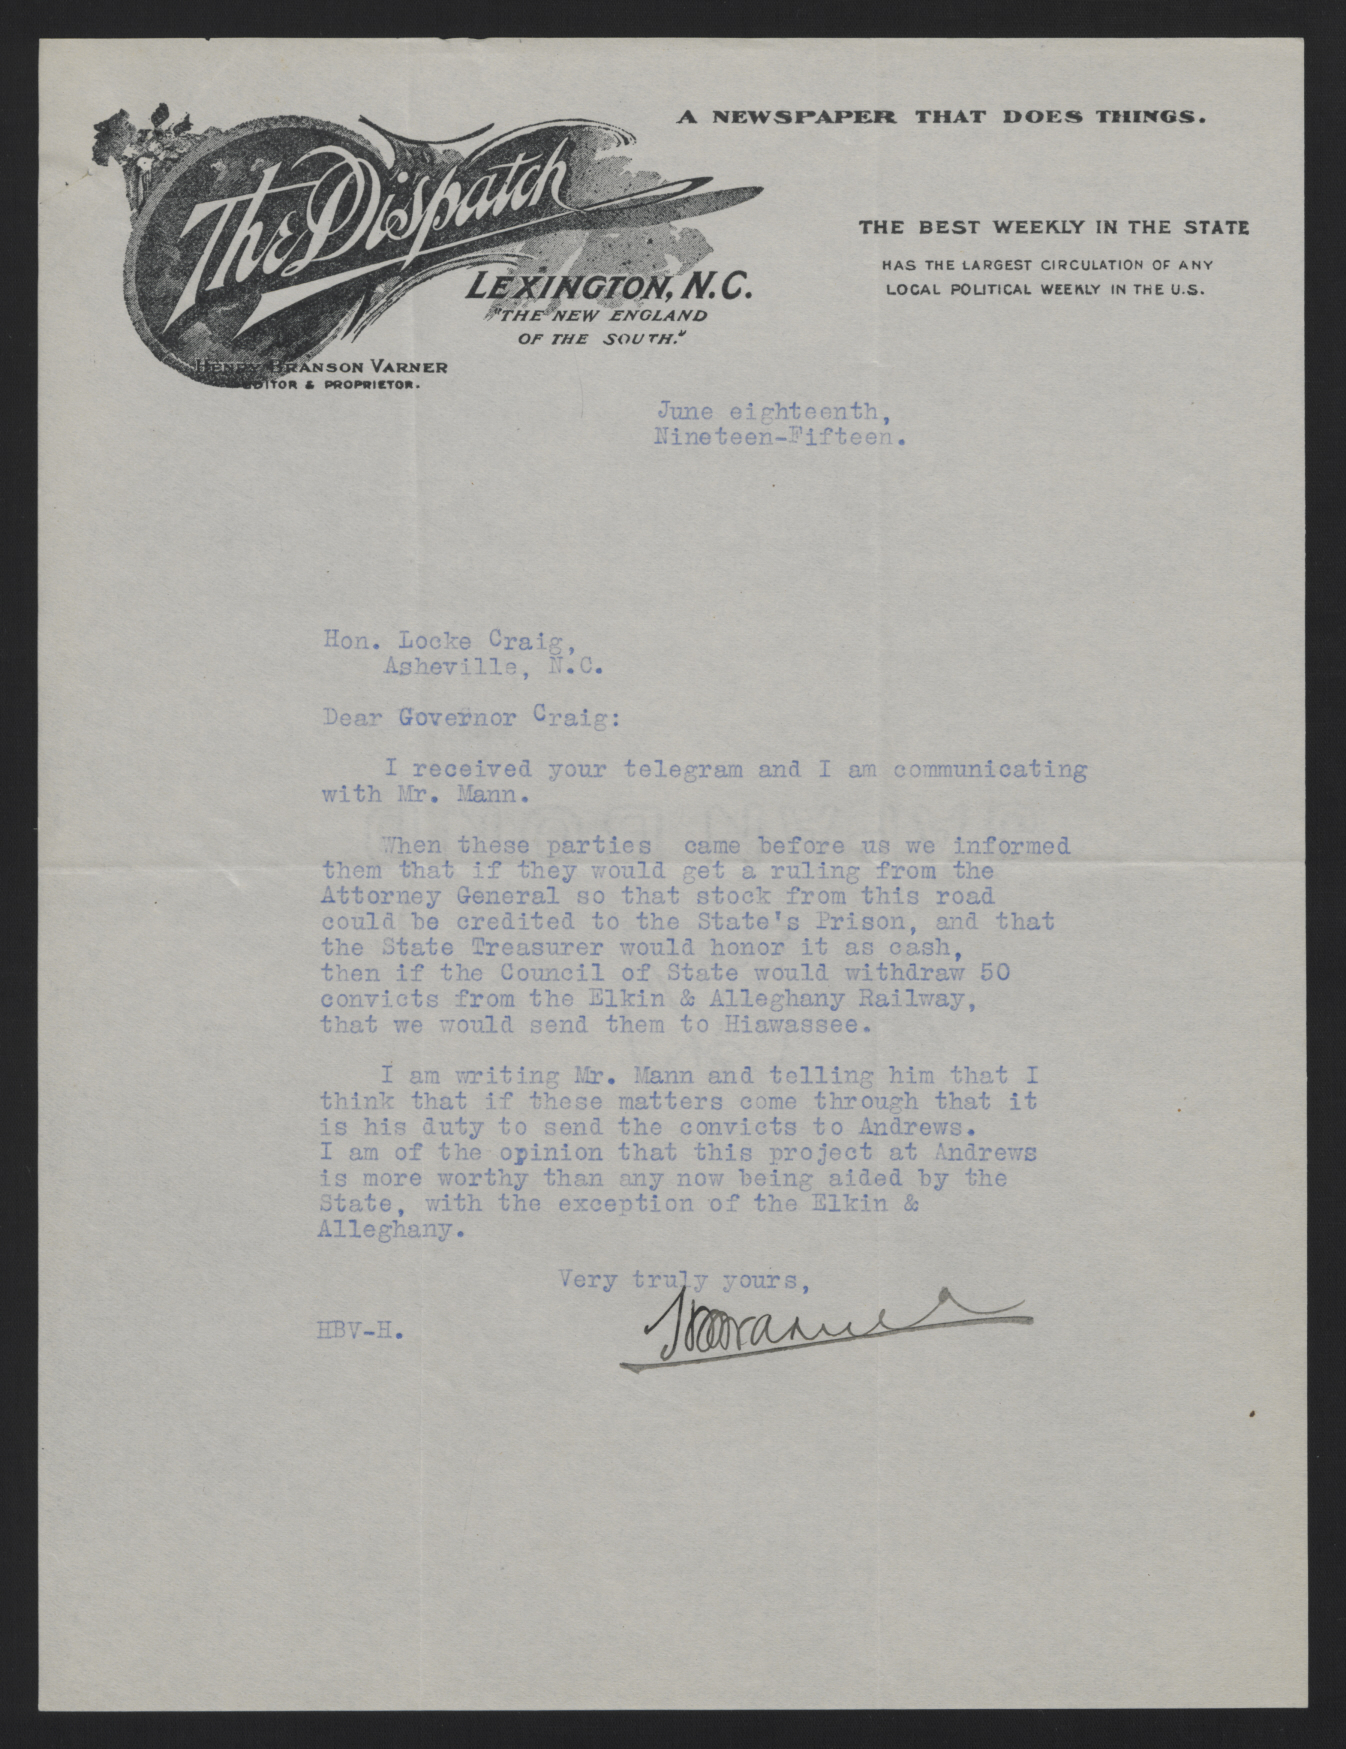 A NEWSPAPER THAT DOES THINGS.
The Dispatch
LEXINGTON, N.C.
"THE NEW ENGLAND
OF THE SOUTH."
HENRY BRANSON VARNER
EDITOR & PROPRIETOR.
THE BEST WEEKLY IN THE STATE
HAS THE LARGEST CIRCULATION OF ANY
LOCAL POLITICAL WEEKLY IN THE U.S.
June eighteenth,
Nineteen-Fifteen.
Hon. Locke Craig,
Asheville, N.C.
Dear Governor Craig:
I received your telegram and I am communicating
with Mr. Mann.
When these parties came before us we informed
them that if they would get a ruling from the
Attorney General so that stock from this road
could be credited to the State's Prison, and that
the State Treasurer would honor it as cash,
then if the Council of State would withdraw 50
convicts from the Elkin & Alleghany Railway,
that we would send them to Hiawassee.
I am writing Mr. Mann and telling him that I
think that if these matters come through that it
is his duty to send the convicts to Andrews.
I am of the opinion that this project at Andrews
is more worthy than any now being aided by the
State, with the exception of the Elkin &
Alleghany.
Very truly yours,
HBVarner
HBV-H.